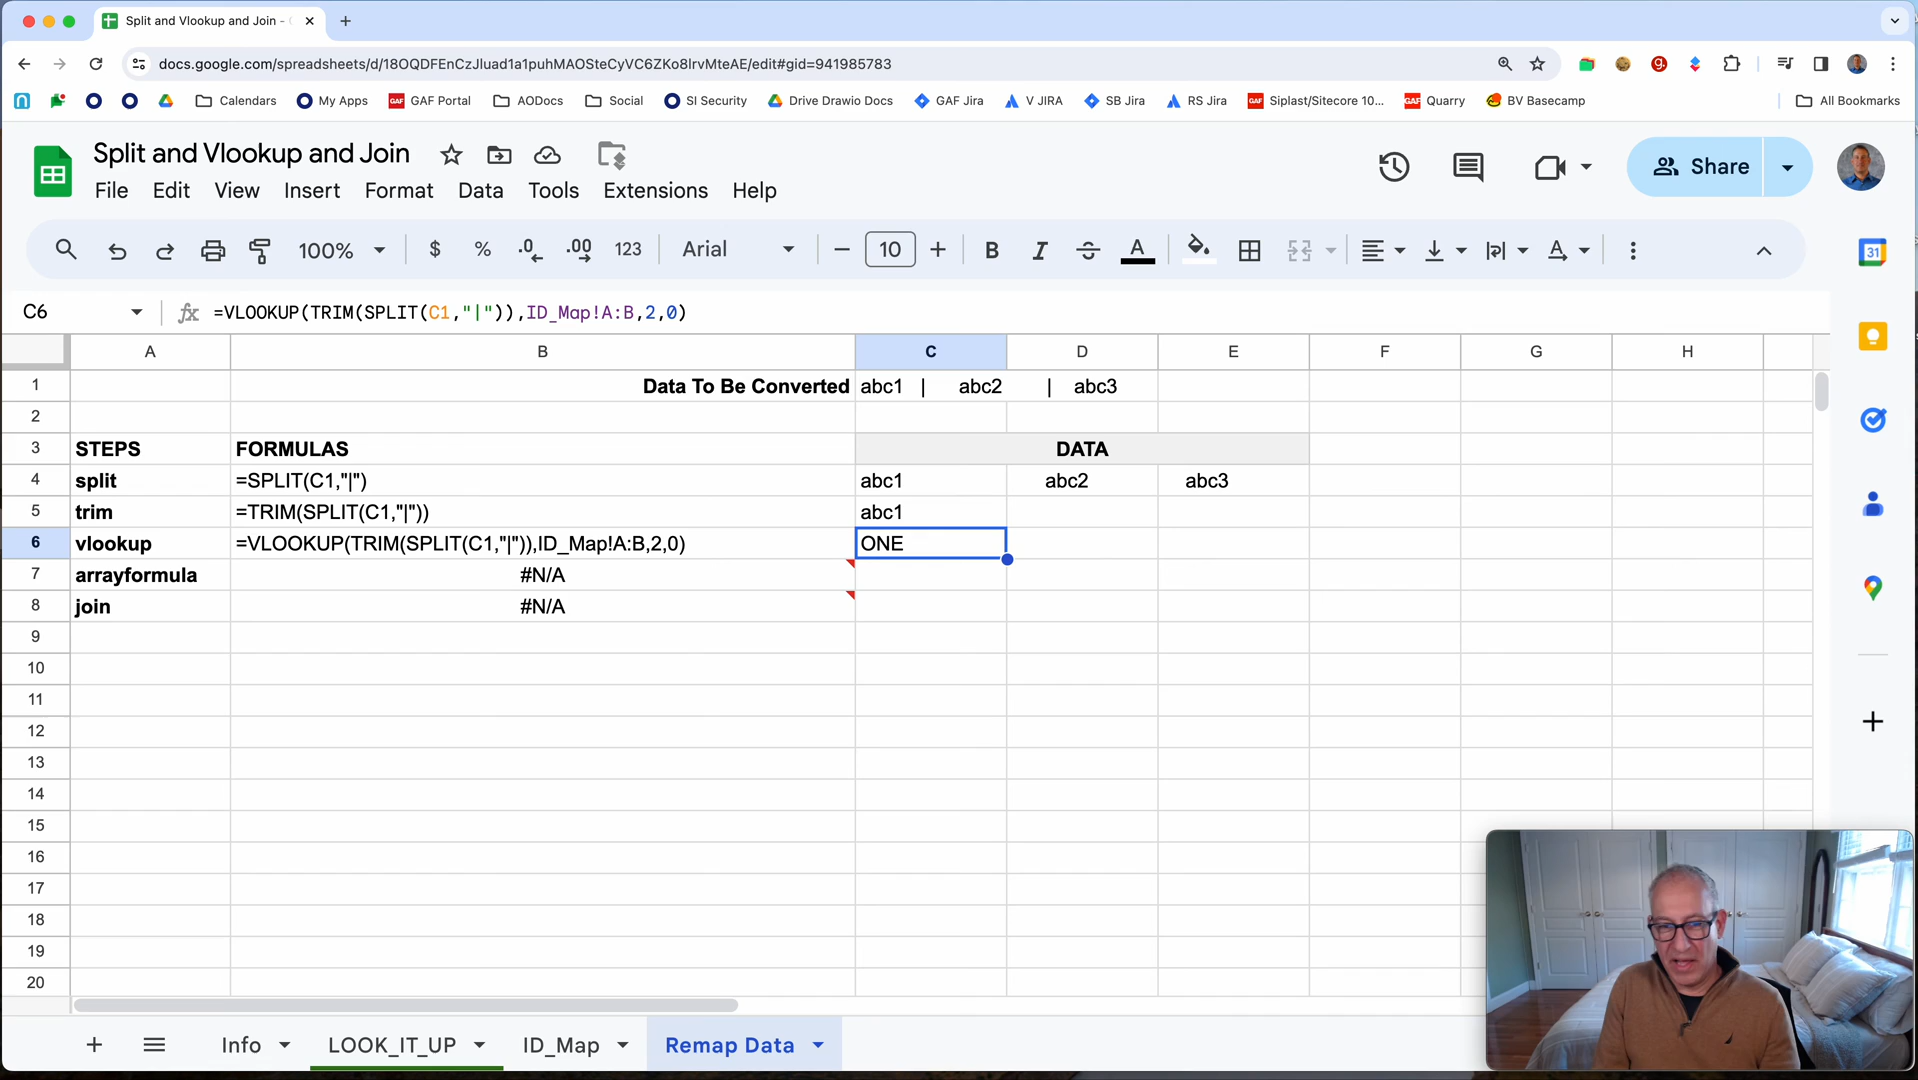 Split and Vlookup and Join -
docs.google.com/spreadsheets/d/18OQDFEnCzJluad1a1puhMAOSteCyVC6ZKo8lrvMteAE/edit#gid=941985783
Calendars My Apps GAF Portal AODocs Social SI Security Drive Drawio Docs GAF Jira V JIRA SB Jira RS Jira Siplast/Sitecore 10... Quarry BV Basecamp All Bookmarks
Split and Vlookup and Join
File Edit View Insert Format Data Tools Extensions Help
Share
100% $ % .0 .00 123 Arial 10 B I A
31
C6 fx =VLOOKUP(TRIM(SPLIT(C1,"|")),ID_Map!A:B,2,0)
A B C D E F G H
1 Data To Be Converted abc1 | abc2 | abc3
2
3 STEPS FORMULAS DATA
4 split =SPLIT(C1,"|") abc1 abc2 abc3
5 trim =TRIM(SPLIT(C1,"|")) abc1
6 vlookup =VLOOKUP(TRIM(SPLIT(C1,"|")),ID_Map!A:B,2,0) ONE
7 arrayformula #N/A
8 join #N/A
9
10
11
12
13
14
15
16
17
18
19
20
Info LOOK_IT_UP ID_Map Remap Data